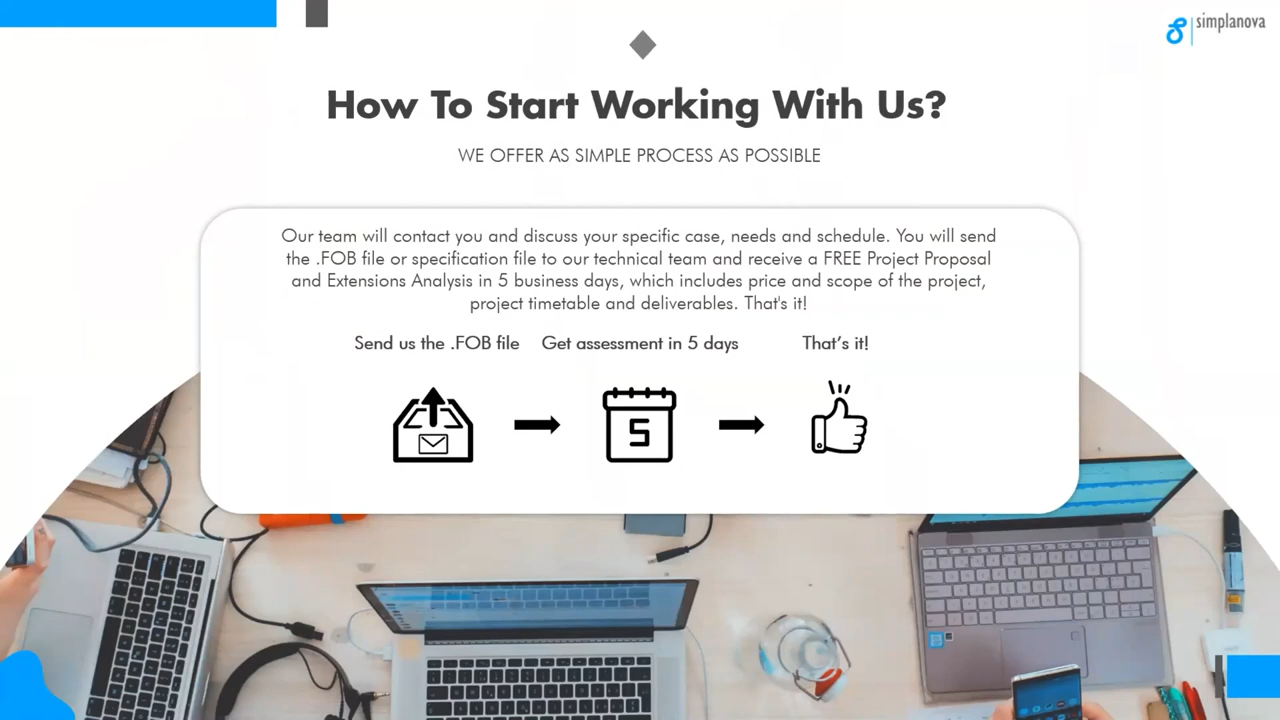 simplanova
How To Start Working With Us?
WE OFFER AS SIMPLE PROCESS AS POSSIBLE
Our team will contact you and discuss your specific case, needs and schedule. You will send
the .FOB file or specification file to our technical team and receive a FREE Project Proposal
and Extensions Analysis in 5 business days, which includes price and scope of the project,
project timetable and deliverables. That's it!
Send us the .FOB file
Get assessment in 5 days
That's it!
5